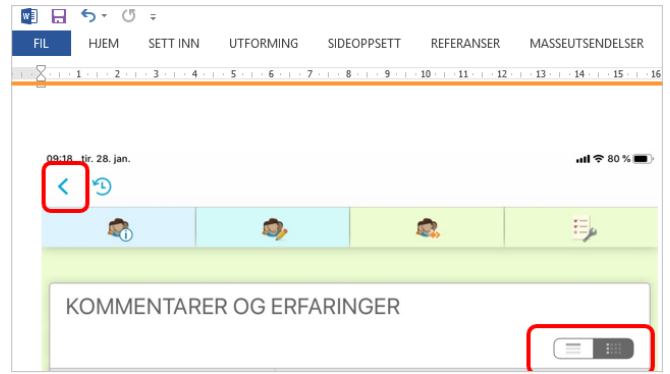 FIL HJEM SETT INN UTFORMING SIDEOPPSETT REFERANSER MASSEUTSENDELSER
1 2 3 4 5 6 7 8 9 10 11 12 13 14 15 16
09:18 tir. 28. jan. 80 %
KOMMENTARER OG ERFARINGER